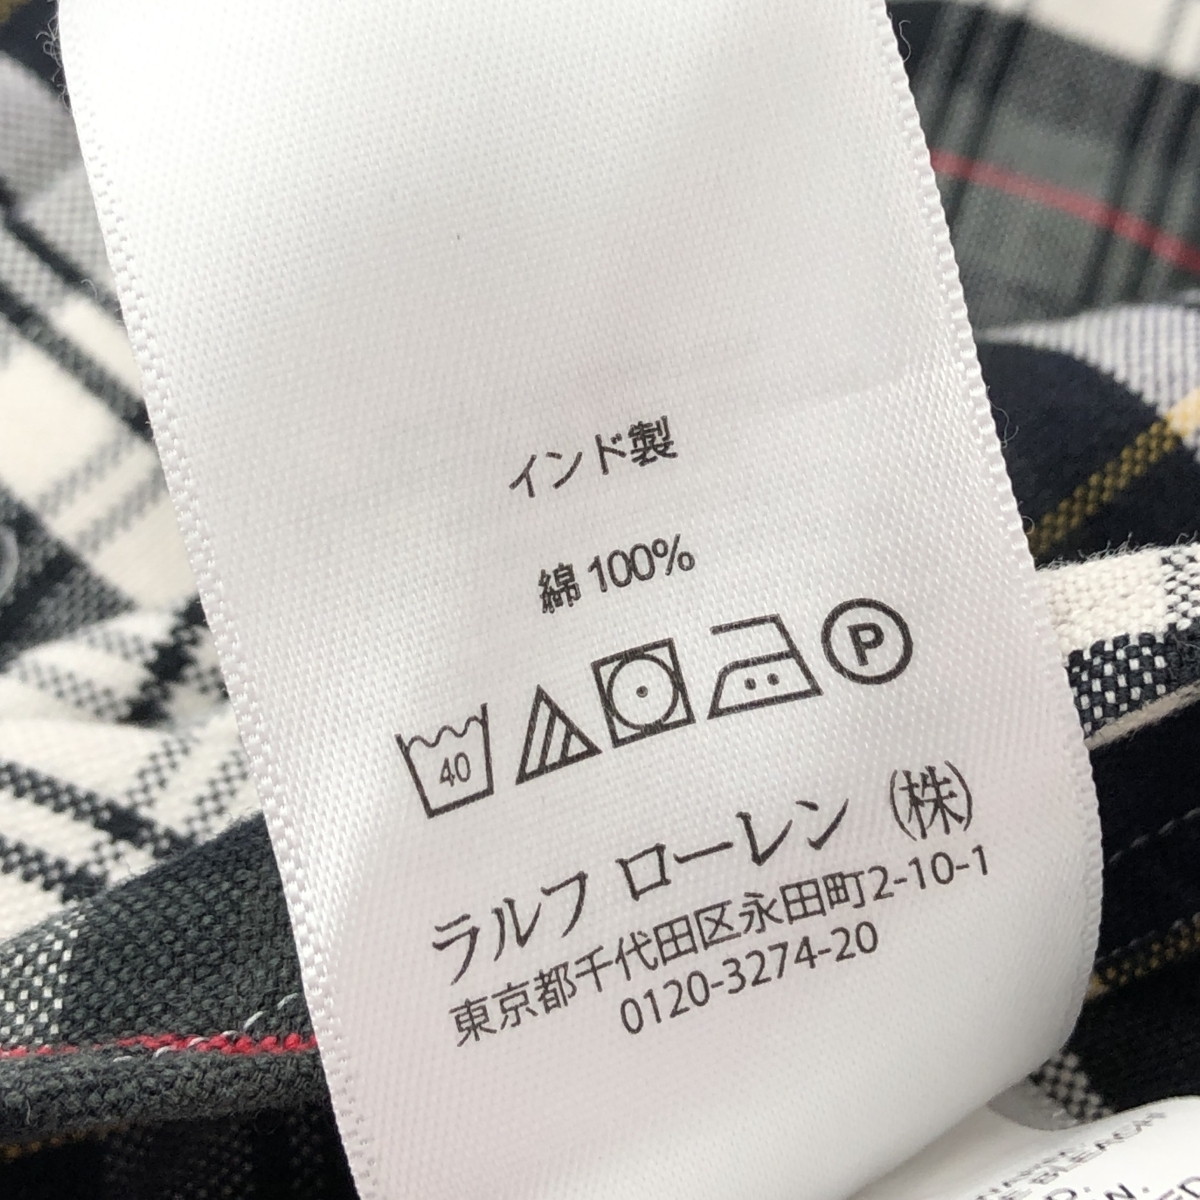 インド製
綿 100%
40
P
ラルフ ローレン (株)
東京都千代田区永田町2-10-1
0120-3274-20
BLEACH